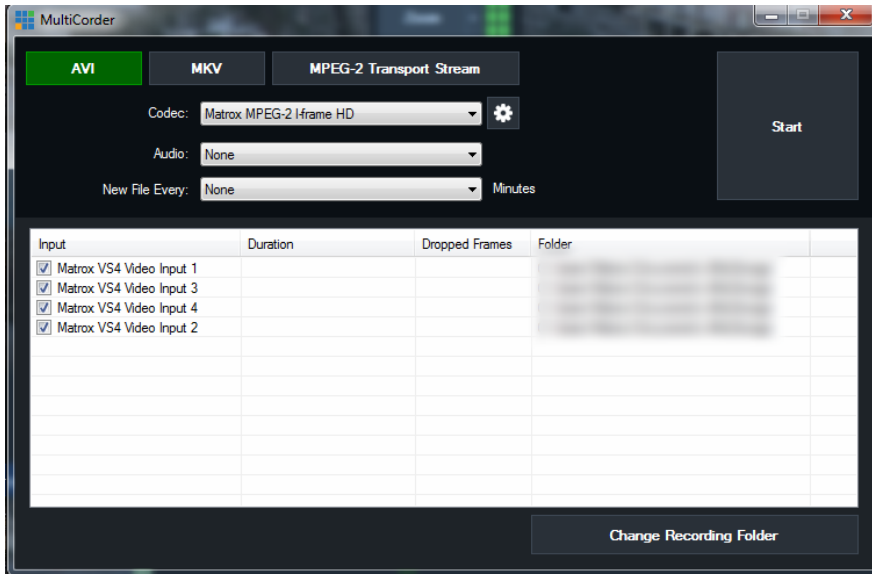 MultiCorder
AVI MKV MPEG-2 Transport Stream
Codec: Matrox MPEG-2 I-frame HD
Start
Audio: None
New File Every: None Minutes
Input Duration Dropped Frames Folder
Matrox VS4 Video Input 1
Matrox VS4 Video Input 3
Matrox VS4 Video Input 4
Matrox VS4 Video Input 2
Change Recording Folder